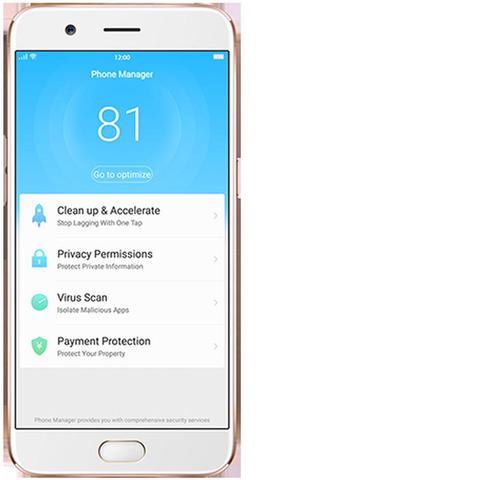 12:00
Phone Manager
81
Go to optimize
Clean up & Accelerate
Stop Lagging With One Tap
Privacy Permissions
Protect Private Information
Virus Scan
Isolate Malicious Apps
Payment Protection
Protect Your Property
Phone Manager provides you with comprehensive security services